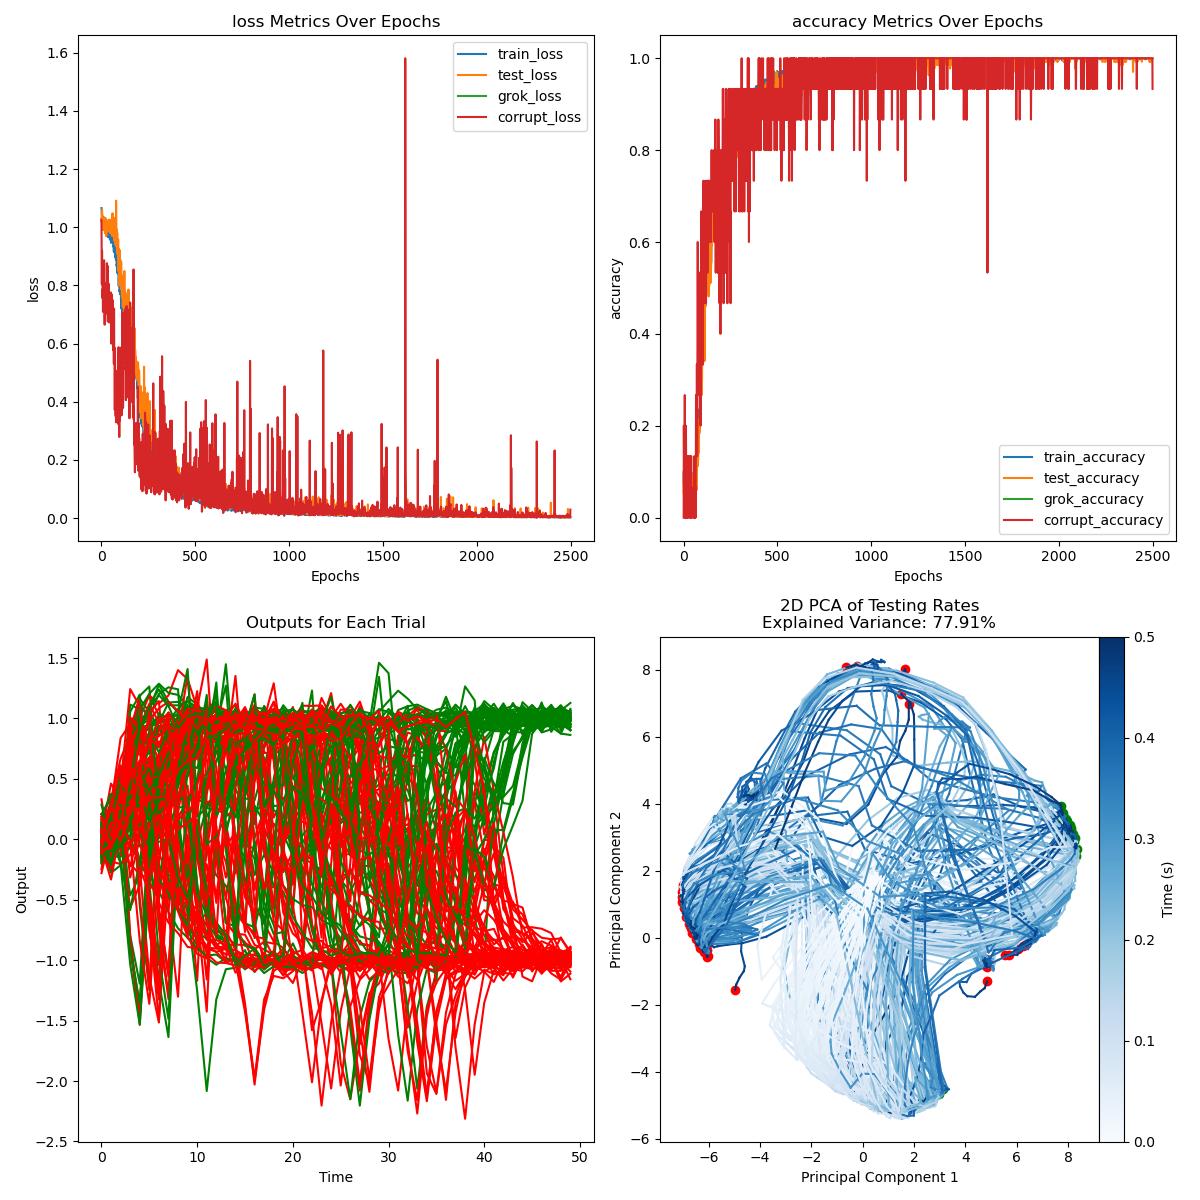 loss Metrics Over Epochs
1.6
1.4
1.2
1.0
0.8
0.6
0.4
0.2
0.0
loss
train_loss
test_loss
grok_loss
corrupt_loss
0 500 1000 1500 2000 2500
Epochs
accuracy Metrics Over Epochs
1.0
0.8
0.6
0.4
0.2
0.0
accuracy
train_accuracy
test_accuracy
grok_accuracy
corrupt_accuracy
0 500 1000 1500 2000 2500
Epochs
Outputs for Each Trial
1.5
1.0
0.5
0.0
−0.5
−1.0
−1.5
−2.0
−2.5
Output
0 10 20 30 40 50
Time
2D PCA of Testing Rates
Explained Variance: 77.91%
8
6
4
2
0
−2
−4
−6
Principal Component 2
−6 −4 −2 0 2 4 6 8
Principal Component 1
0.5
0.4
0.3
0.2
0.1
0.0
Time (s)